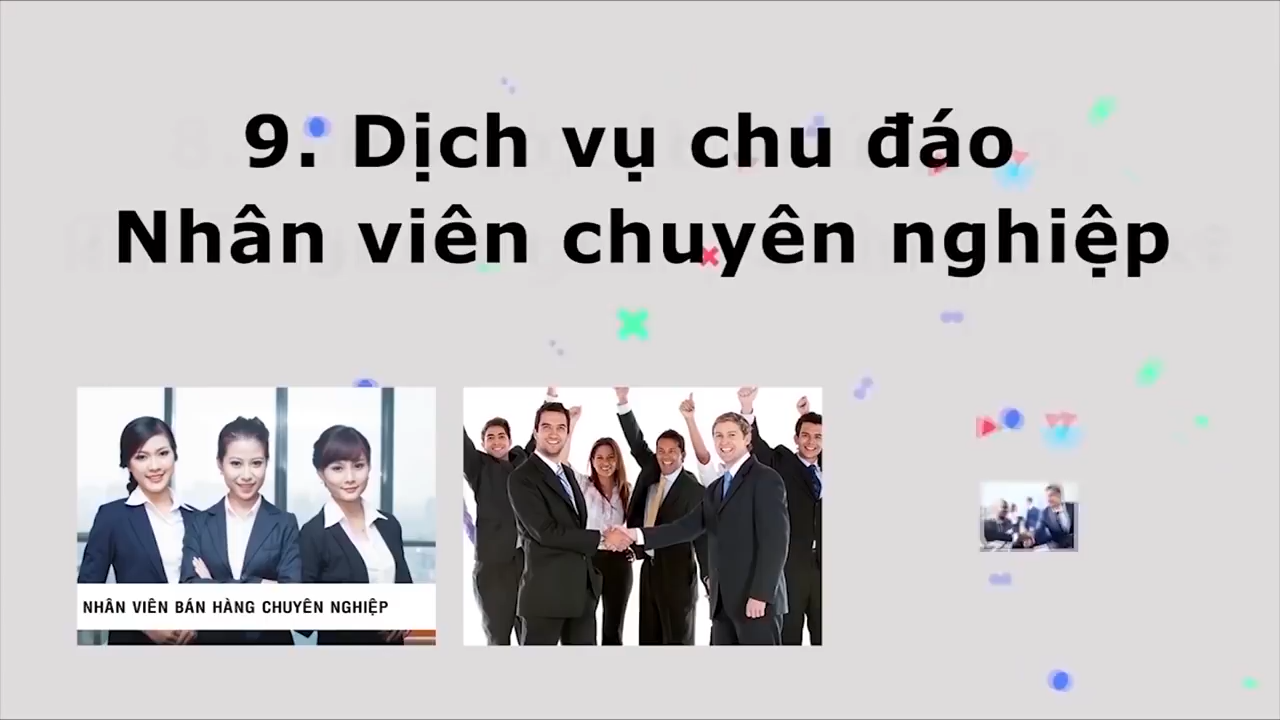 9. Dịch vụ chu đáo
Nhân viên chuyên nghiệp
NHÂN VIÊN BÁN HÀNG CHUYÊN NGHIỆP